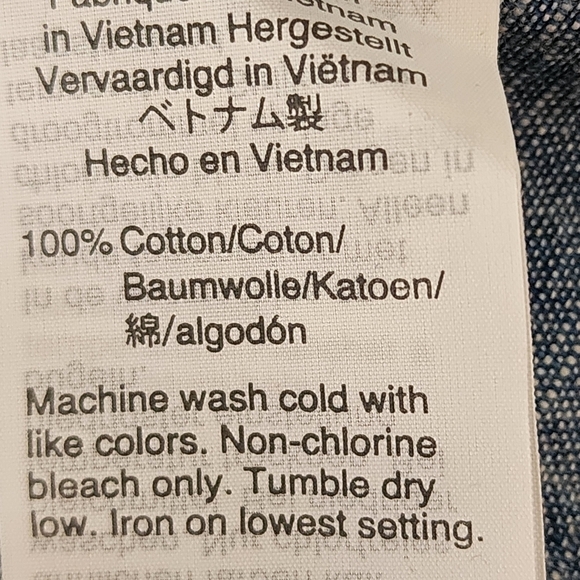 Vietnam
in Vietnam Hergestellt
Vervaardigd in Viëtnam
ベトナム製
Hecho en Vietnam
100% Cotton/Coton/
Baumwolle/Katoen/
綿/algodón
Machine wash cold with
like colors. Non-chlorine
bleach only. Tumble dry
low. Iron on lowest setting.